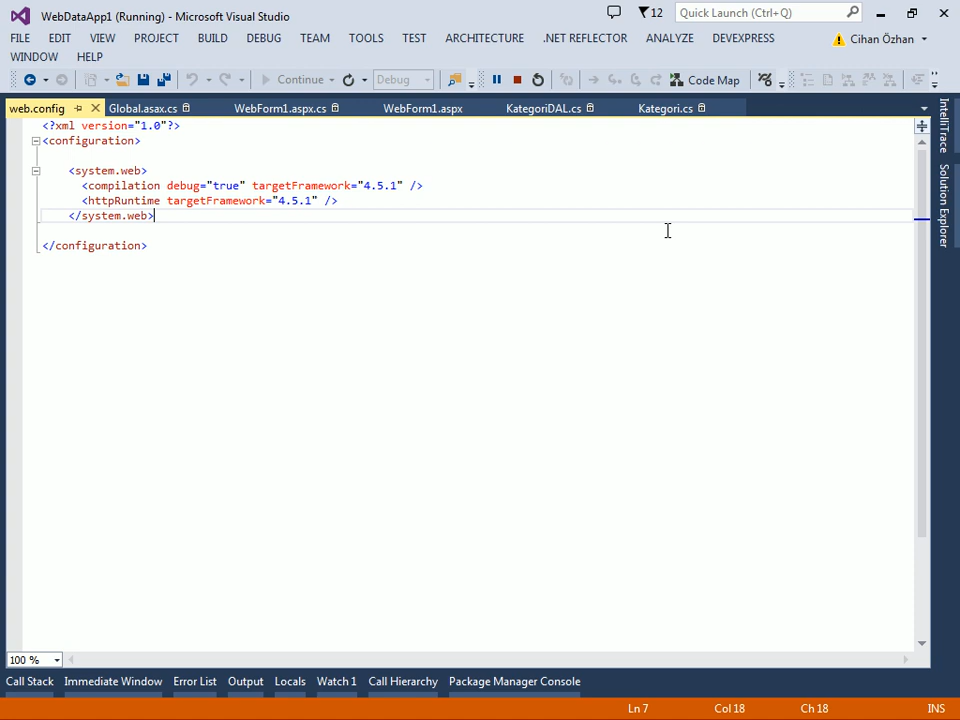 WebDataApp1 (Running) - Microsoft Visual Studio
12
Quick Launch (Ctrl+Q)
FILE EDIT VIEW PROJECT BUILD DEBUG TEAM TOOLS TEST ARCHITECTURE .NET REFLECTOR ANALYZE DEVEXPRESS
Cihan Özhan
WINDOW HELP
Continue Debug Code Map
web.config Global.asax.cs WebForm1.aspx.cs WebForm1.aspx KategoriDAL.cs Kategori.cs
<?xml version="1.0"?>
<configuration>
<system.web>
<compilation debug="true" targetFramework="4.5.1" />
<httpRuntime targetFramework="4.5.1" />
</system.web>
</configuration>
IntelliTrace
Solution Explorer
100 %
Call Stack Immediate Window Error List Output Locals Watch 1 Call Hierarchy Package Manager Console
Ln 7 Col 18 Ch 18 INS